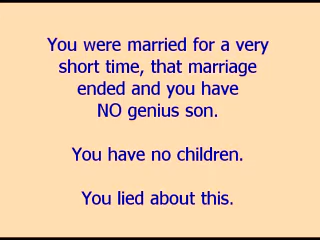 You were married for a very
short time, that marriage
ended and you have
NO genius son.
You have no children.
You lied about this.